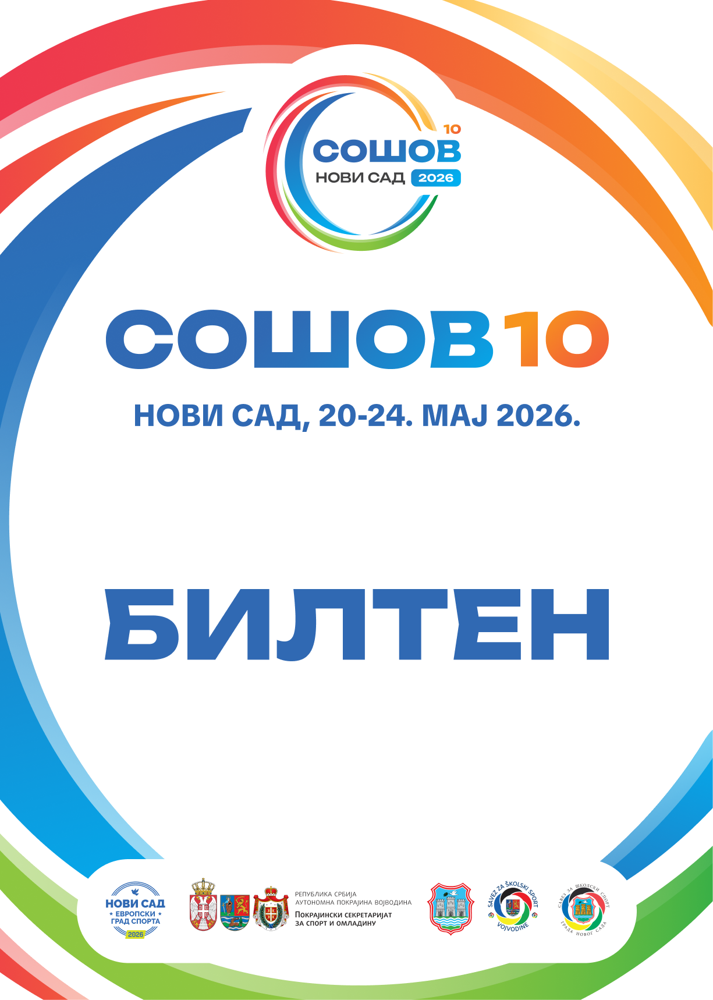 10
СОШОВ
НОВИ САД 2026
СОШОВ 10
НОВИ САД, 20-24. МАЈ 2026.
БИЛТЕН
НОВИ САД
ЕВРОПСКИ
ГРАД СПОРТА
2026
РЕПУБЛИКА СРБИЈА
АУТОНОМНА ПОКРАЈИНА ВОЈВОДИНА
ПОКРАЈИНСКИ СЕКРЕТАРИЈАТ
ЗА СПОРТ И ОМЛАДИНУ
SAVEZ ZA ŠKOLSKI SPORT
VOJVODINE
САВЕЗ ЗА ШКОЛСКИ СПОРТ
ГРАДА НОВОГ САДА